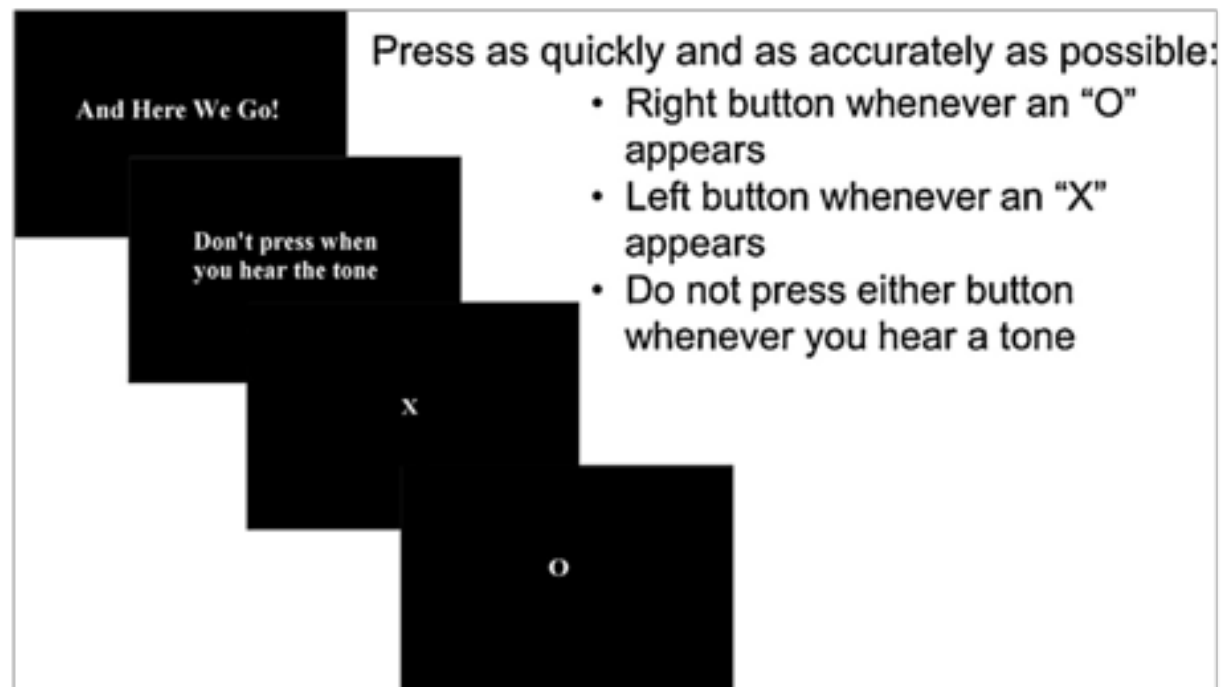 Press as quickly and as accurately as possible:
• Right button whenever an “O”
appears
• Left button whenever an “X”
appears
• Do not press either button
whenever you hear a tone
And Here We Go!
Don't press when
you hear the tone
X
O